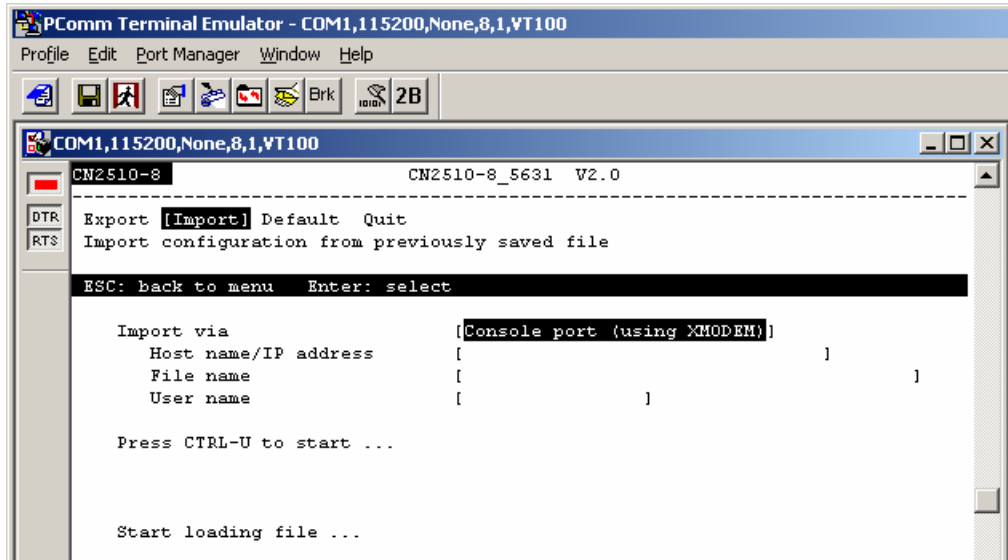 PComm Terminal Emulator - COM1,115200,None,8,1,VT100
Profile Edit Port Manager Window Help
Brk 2B
COM1,115200,None,8,1,VT100
CN2510-8 CN2510-8_5631 V2.0
------------------------------------------------------------------------------
DTR Export [Import] Default Quit
RTS Import configuration from previously saved file
ESC: back to menu Enter: select
Import via [Console port (using XMODEM)]
Host name/IP address [ ]
File name [ ]
User name [ ]
Press CTRL-U to start ...
Start loading file ...